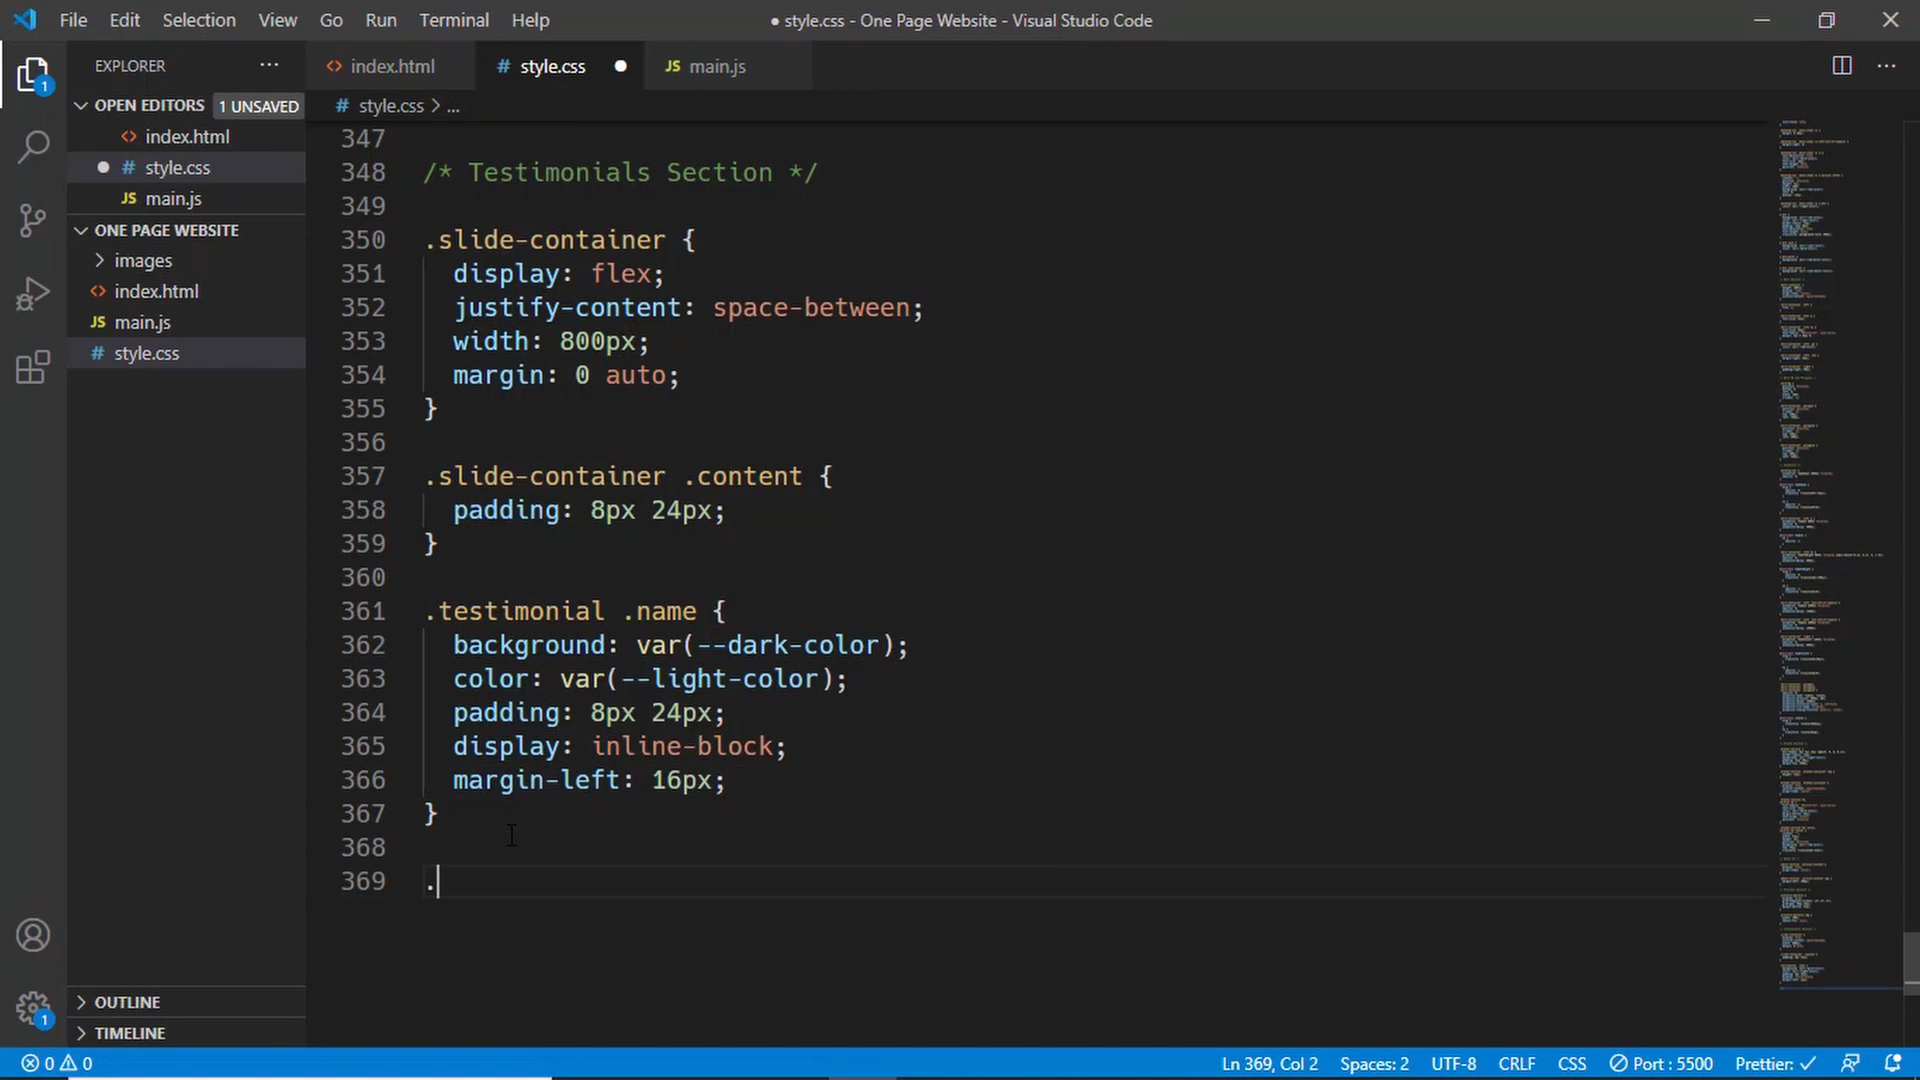 File Edit Selection View Go Run Terminal Help
● style.css - One Page Website - Visual Studio Code
EXPLORER
OPEN EDITORS 1 UNSAVED
<> index.html
# style.css
JS main.js
ONE PAGE WEBSITE
images
<> index.html
JS main.js
# style.css
OUTLINE
TIMELINE
1
1
<> index.html
# style.css
JS main.js
# style.css > ...
347
348 /* Testimonials Section */
349
350 .slide-container {
351 display: flex;
352 justify-content: space-between;
353 width: 800px;
354 margin: 0 auto;
355 }
356
357 .slide-container .content {
358 padding: 8px 24px;
359 }
360
361 .testimonial .name {
362 background: var(--dark-color);
363 color: var(--light-color);
364 padding: 8px 24px;
365 display: inline-block;
366 margin-left: 16px;
367 }
368
369 .
0 0
Ln 369, Col 2 Spaces: 2 UTF-8 CRLF CSS Port : 5500 Prettier: ✓